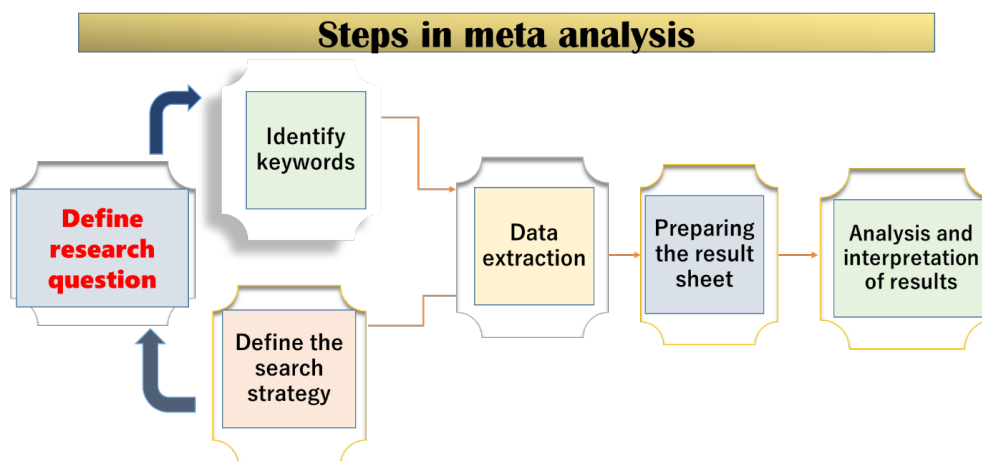 Steps in meta analysis
Identify
keywords
Define
research
question
Data
extraction
Preparing
the result
sheet
Analysis and
interpretation
of results
Define the
search
strategy